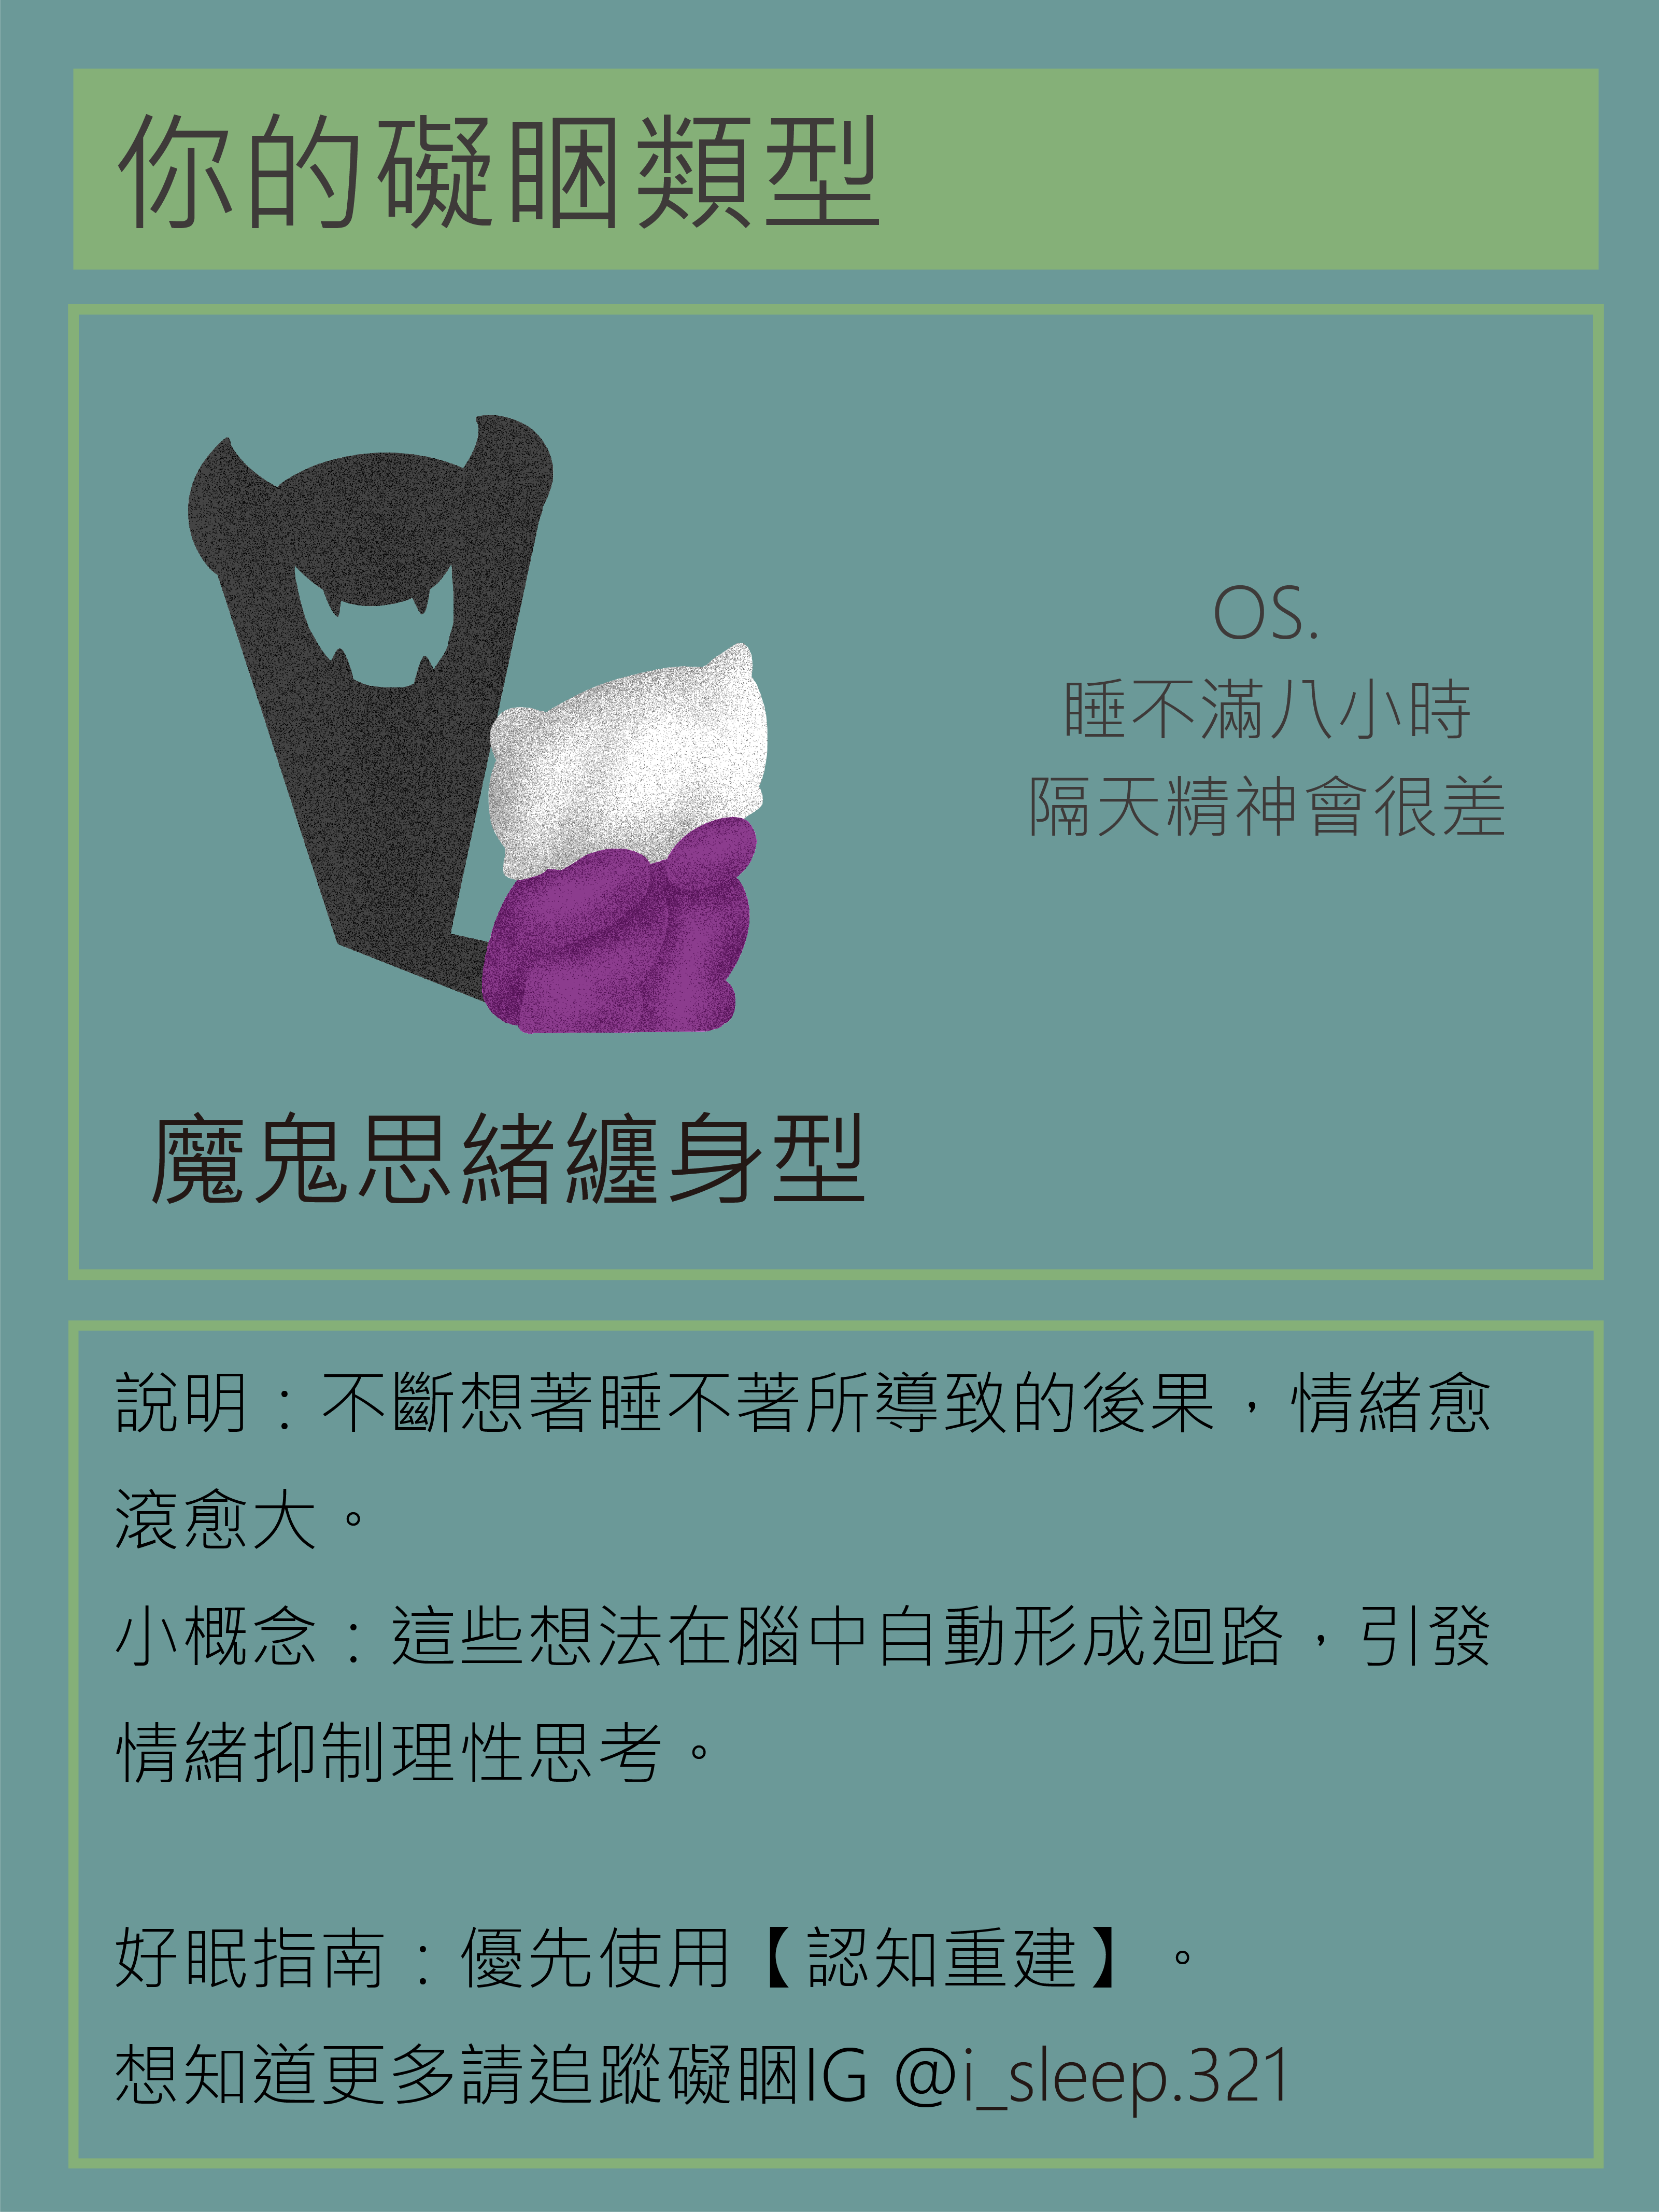 你的礙睏類型
OS.
睡不滿八小時
隔天精神會很差
魔鬼思緒纏身型
說明：不斷想著睡不著所導致的後果，情緒愈
滾愈大。
小概念：這些想法在腦中自動形成迴路，引發
情緒抑制理性思考。
好眠指南：優先使用【認知重建】。
想知道更多請追蹤礙睏IG @i_sleep.321